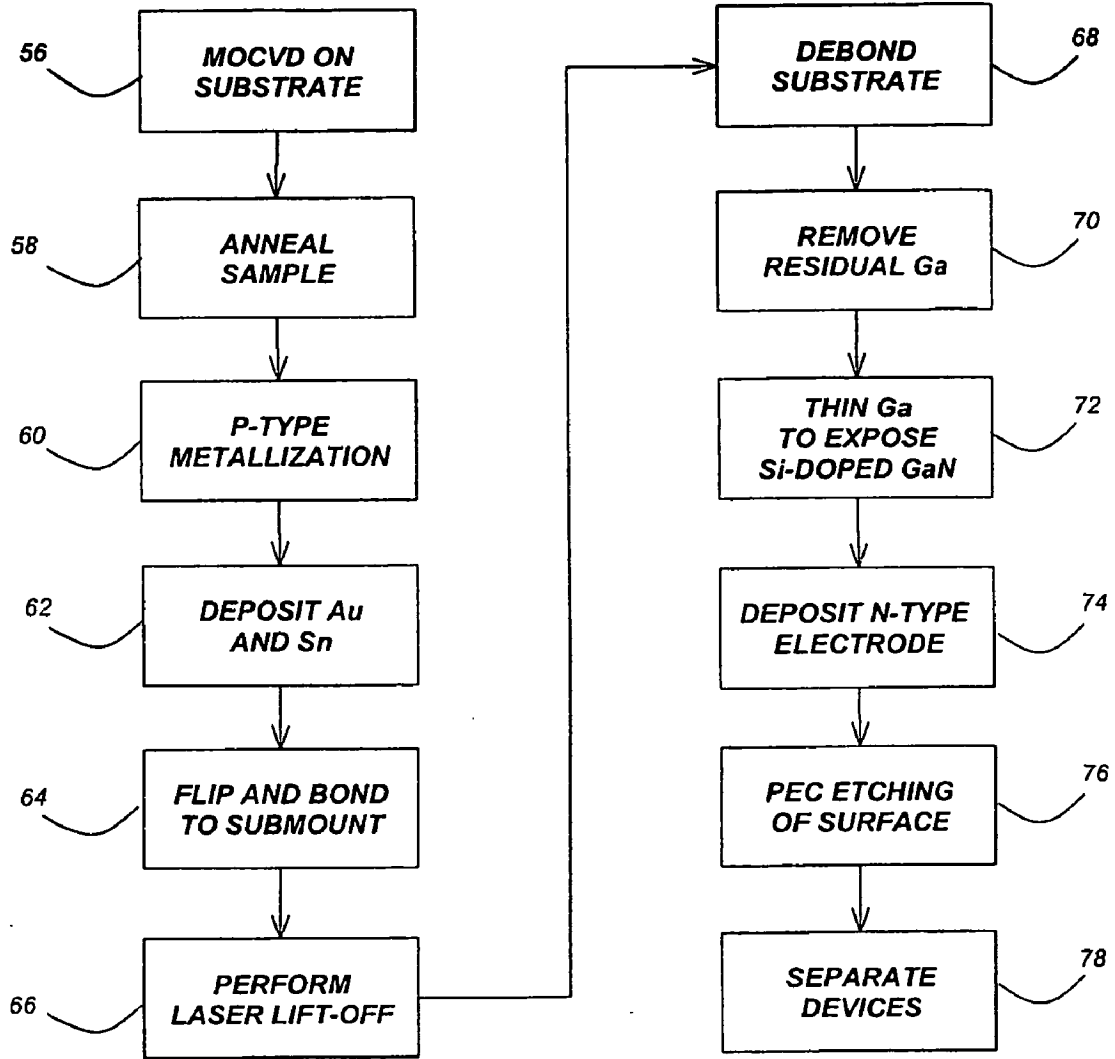 56
MOCVD ON
SUBSTRATE
58
ANNEAL
SAMPLE
60
P-TYPE
METALLIZATION
62
DEPOSIT Au
AND Sn
64
FLIP AND BOND
TO SUBMOUNT
66
PERFORM
LASER LIFT-OFF
DEBOND
SUBSTRATE
68
REMOVE
RESIDUAL Ga
70
THIN Ga
TO EXPOSE
Si-DOPED GaN
72
DEPOSIT N-TYPE
ELECTRODE
74
PEC ETCHING
OF SURFACE
76
SEPARATE
DEVICES
78